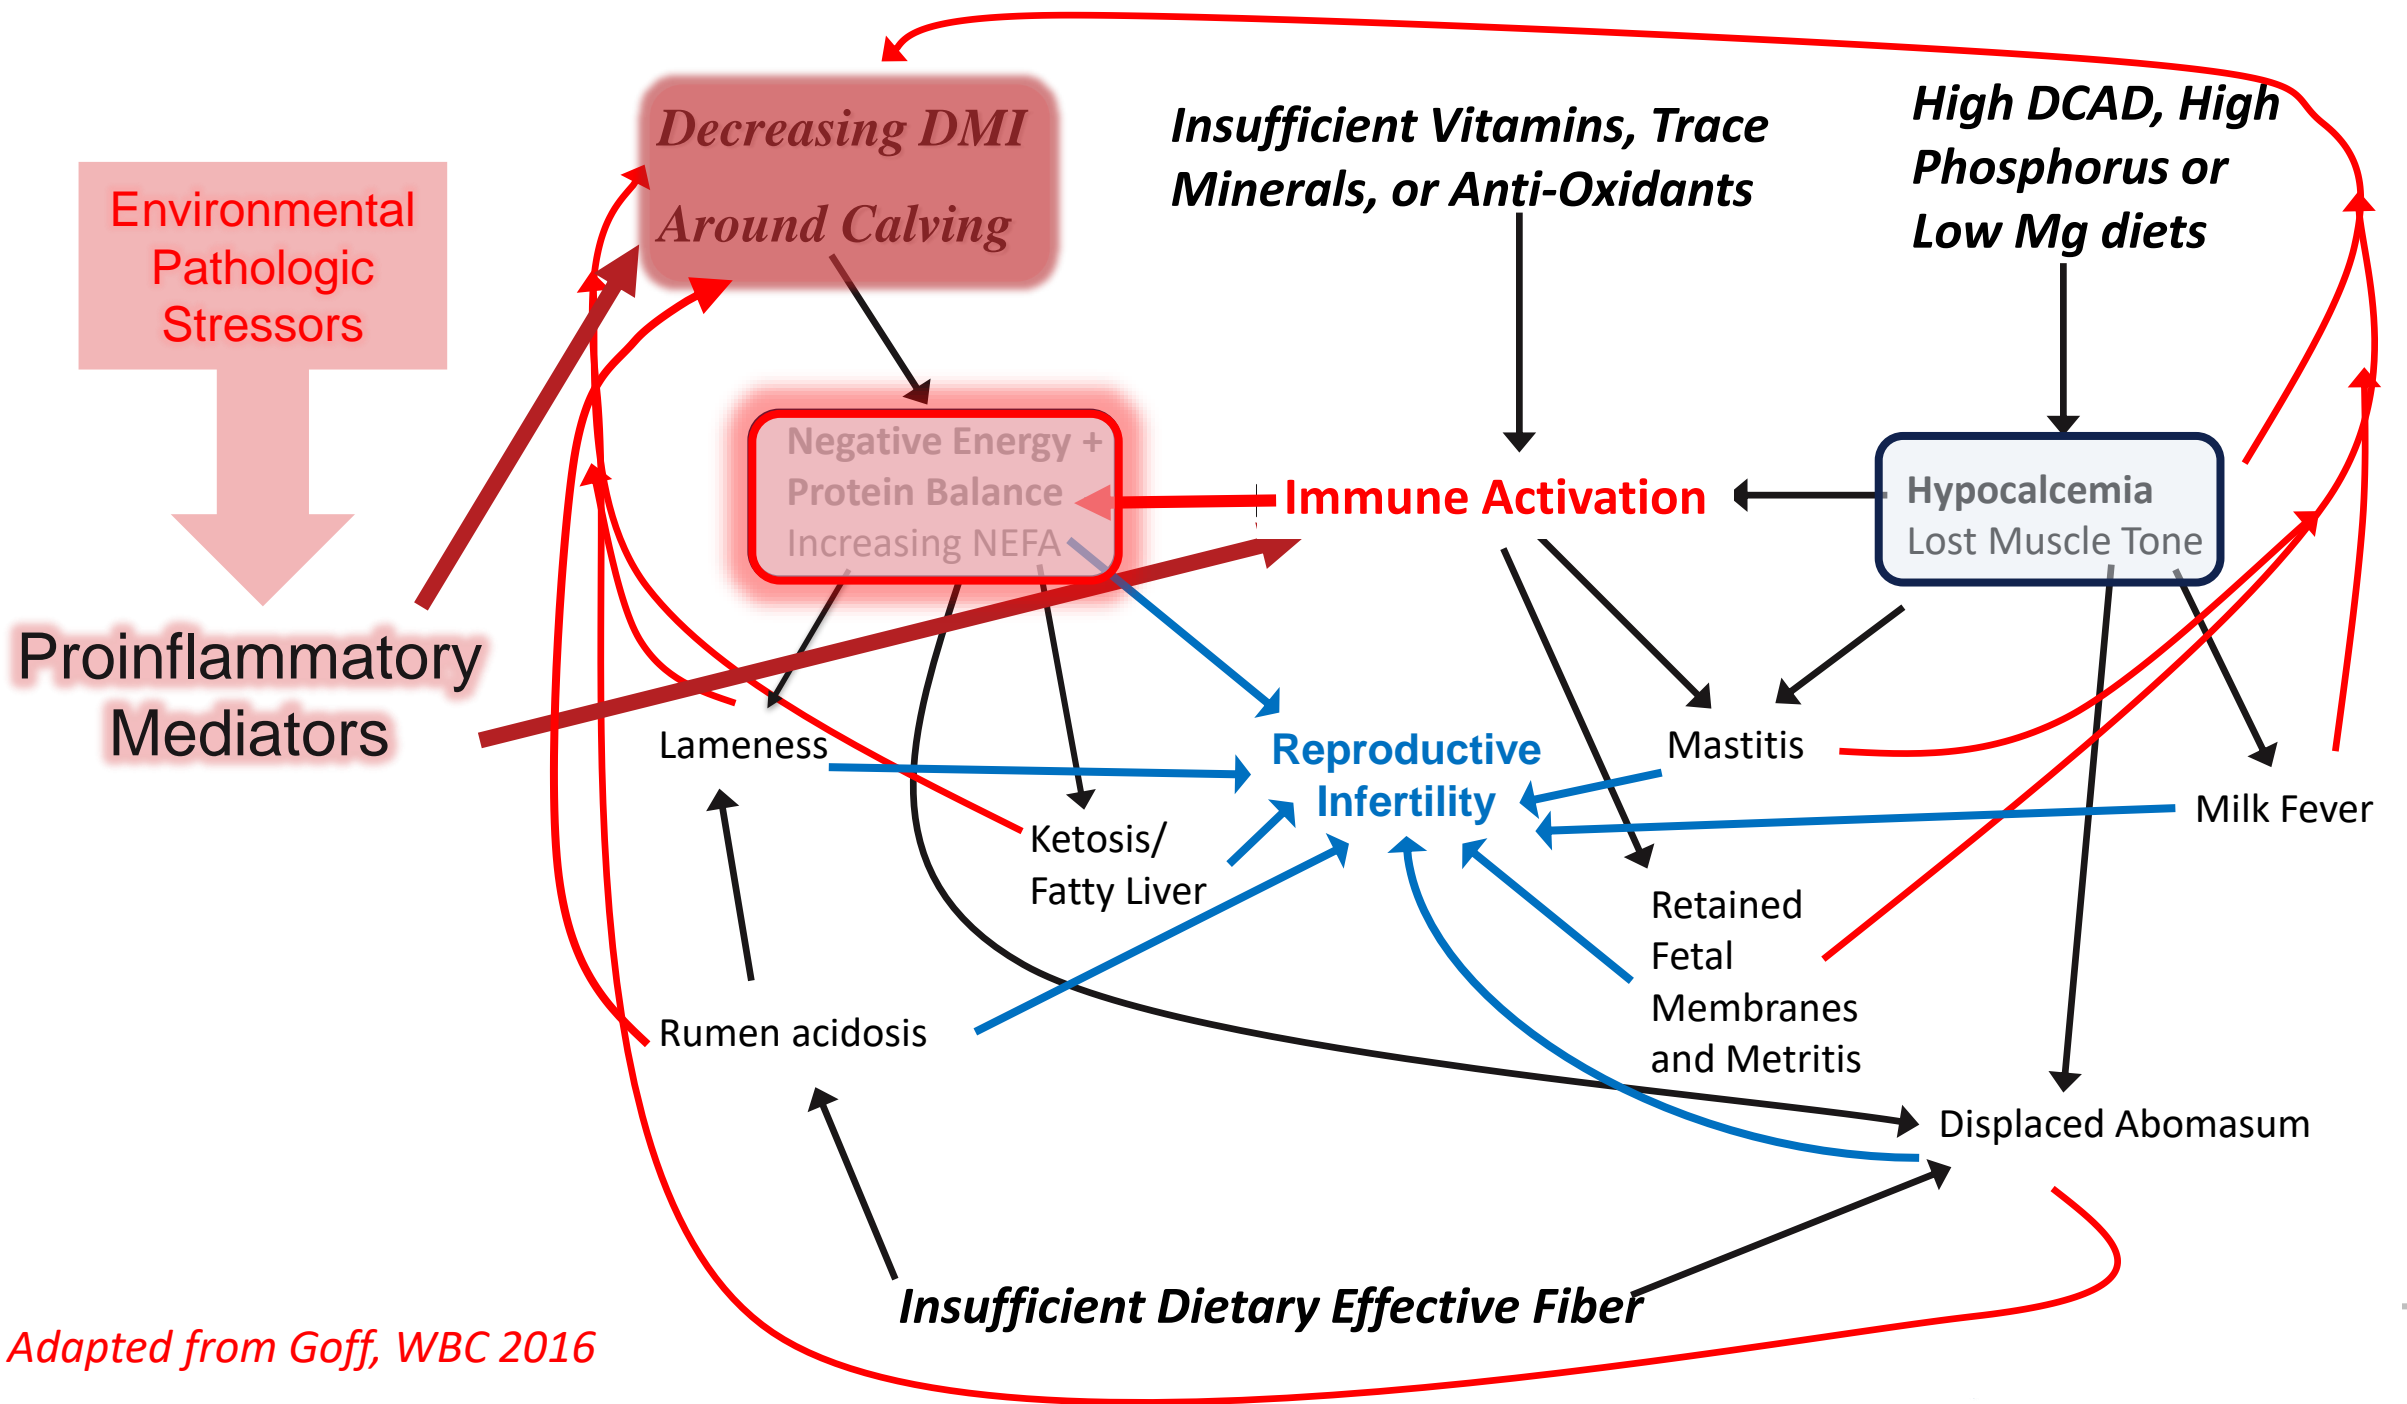 Decreasing DMI
Around Calving
Insufficient Vitamins, Trace
Minerals, or Anti-Oxidants
High DCAD, High
Phosphorus or
Low Mg diets
Environmental
Pathologic
Stressors
Negative Energy +
Protein Balance
Increasing NEFA
Immune Activation
Hypocalcemia
Lost Muscle Tone
Proinflammatory
Mediators
Lameness
Reproductive
Infertility
Mastitis
Milk Fever
Ketosis/
Fatty Liver
Retained
Fetal
Membranes
and Metritis
Rumen acidosis
Displaced Abomasum
Insufficient Dietary Effective Fiber
Adapted from Goff, WBC 2016